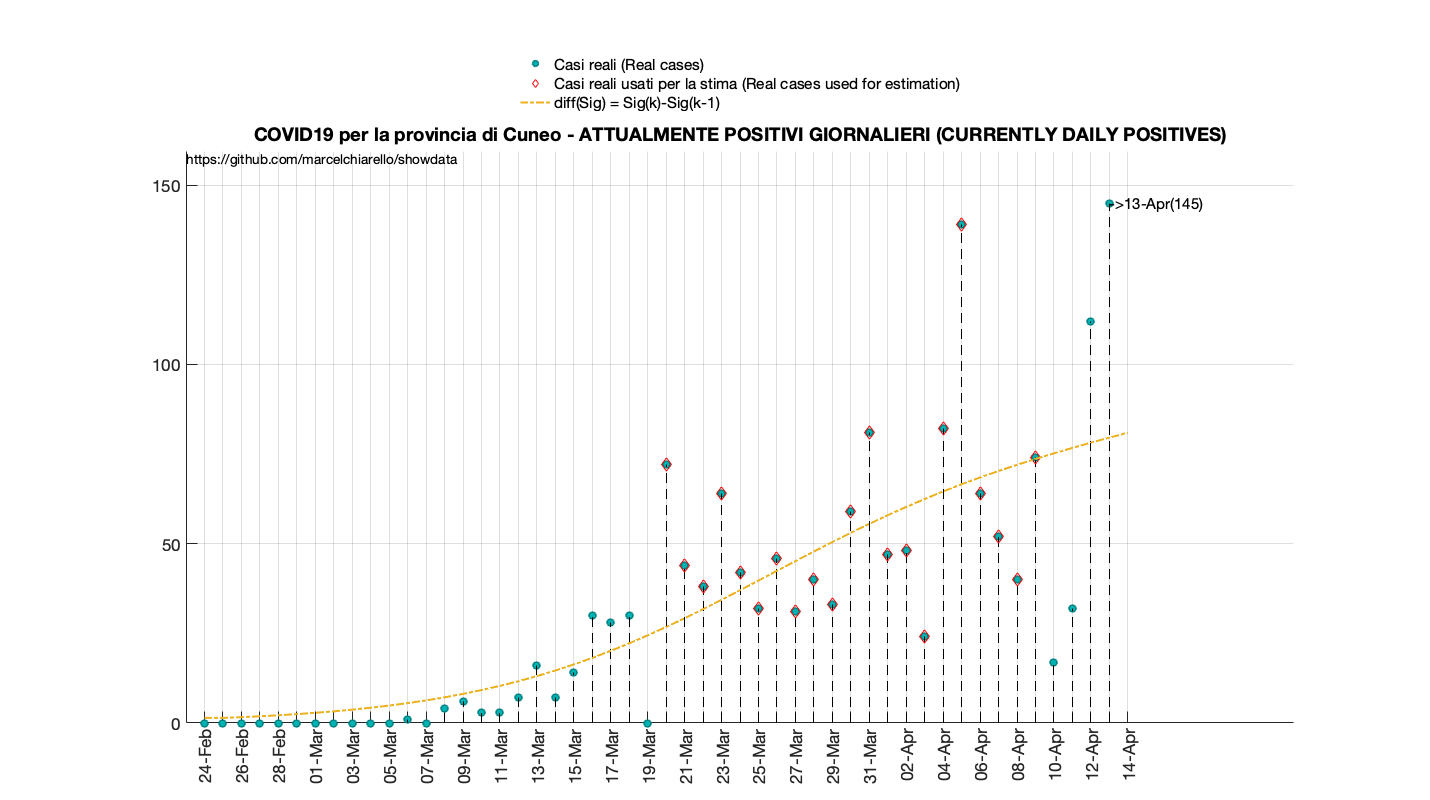 Casi reali (Real cases)
Casi reali usati per la stima (Real cases used for estimation)
diff(Sig) = Sig(k)-Sig(k-1)
COVID19 per la provincia di Cuneo - ATTUALMENTE POSITIVI GIORNALIERI (CURRENTLY DAILY POSITIVES)
https://github.com/marcelchiarello/showdata
150
->13-Apr(145)
100
50
0
24-Feb
26-Feb
28-Feb
01-Mar
03-Mar
05-Mar
07-Mar
09-Mar
11-Mar
13-Mar
15-Mar
17-Mar
19-Mar
21-Mar
23-Mar
25-Mar
27-Mar
29-Mar
31-Mar
02-Apr
04-Apr
06-Apr
08-Apr
10-Apr
12-Apr
14-Apr